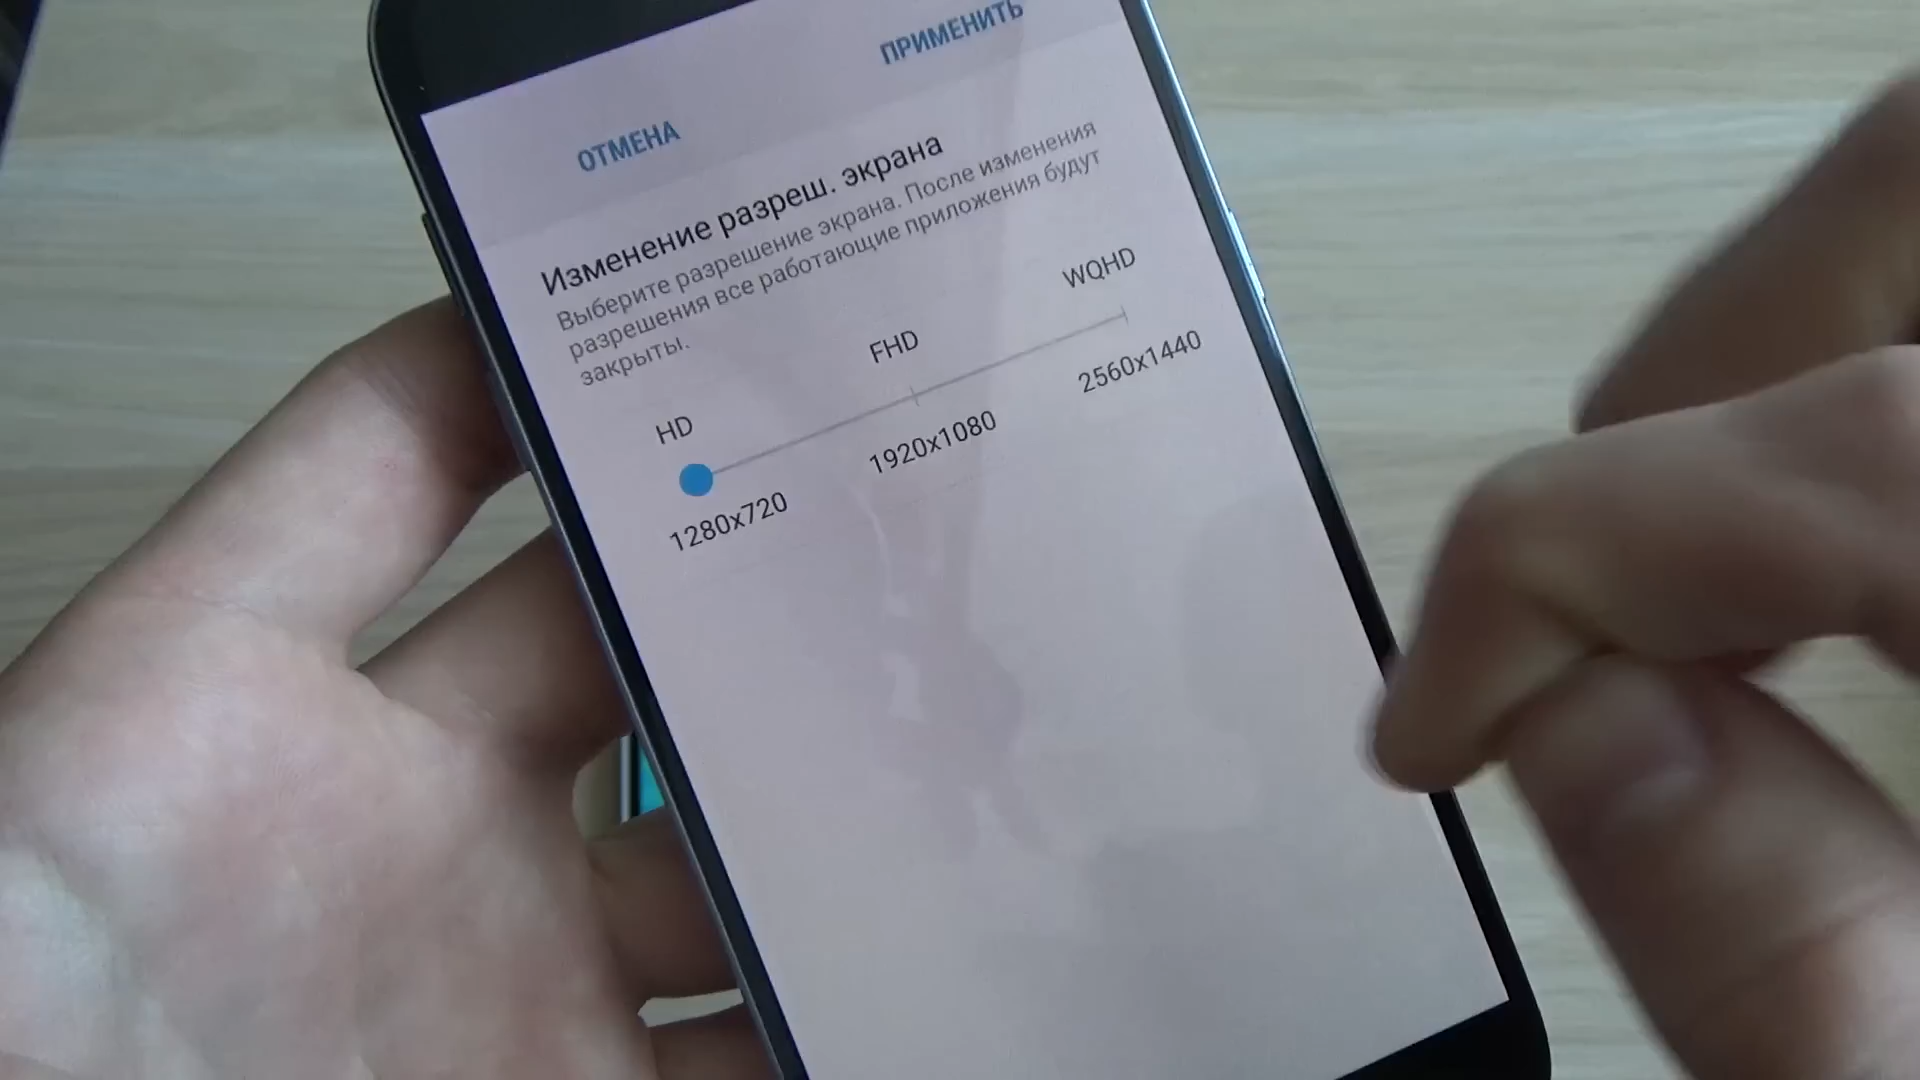 ОТМЕНА
ПРИМЕНИТЬ
Изменение разреш. экрана
Выберите разрешение экрана. После изменения
разрешения все работающие приложения будут
закрыты.
HD
FHD
WQHD
1280x720
1920x1080
2560x1440